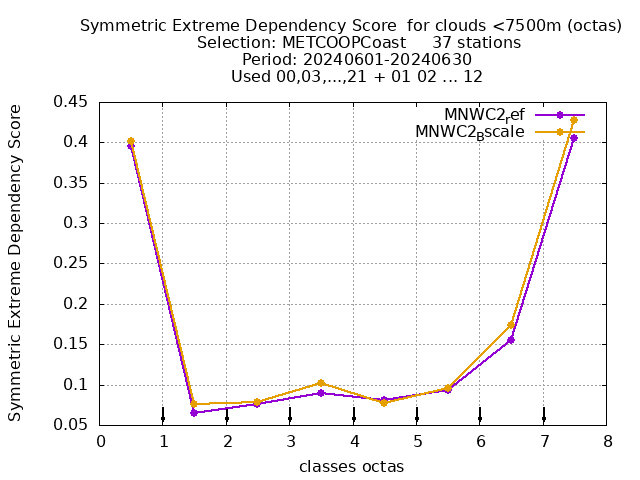 Symmetric Extreme Dependency Score  for clouds <7500m (octas)
Selection: METCOOPCoast     37 stations
Period: 20240601-20240630
Used 00,03,...,21 + 01 02 ... 12
Symmetric Extreme Dependency Score
0.45
0.4
0.35
0.3
0.25
0.2
0.15
0.1
0.05
MNWC2ref
MNWC2Bscale
0 1 2 3 4 5 6 7 8
classes octas